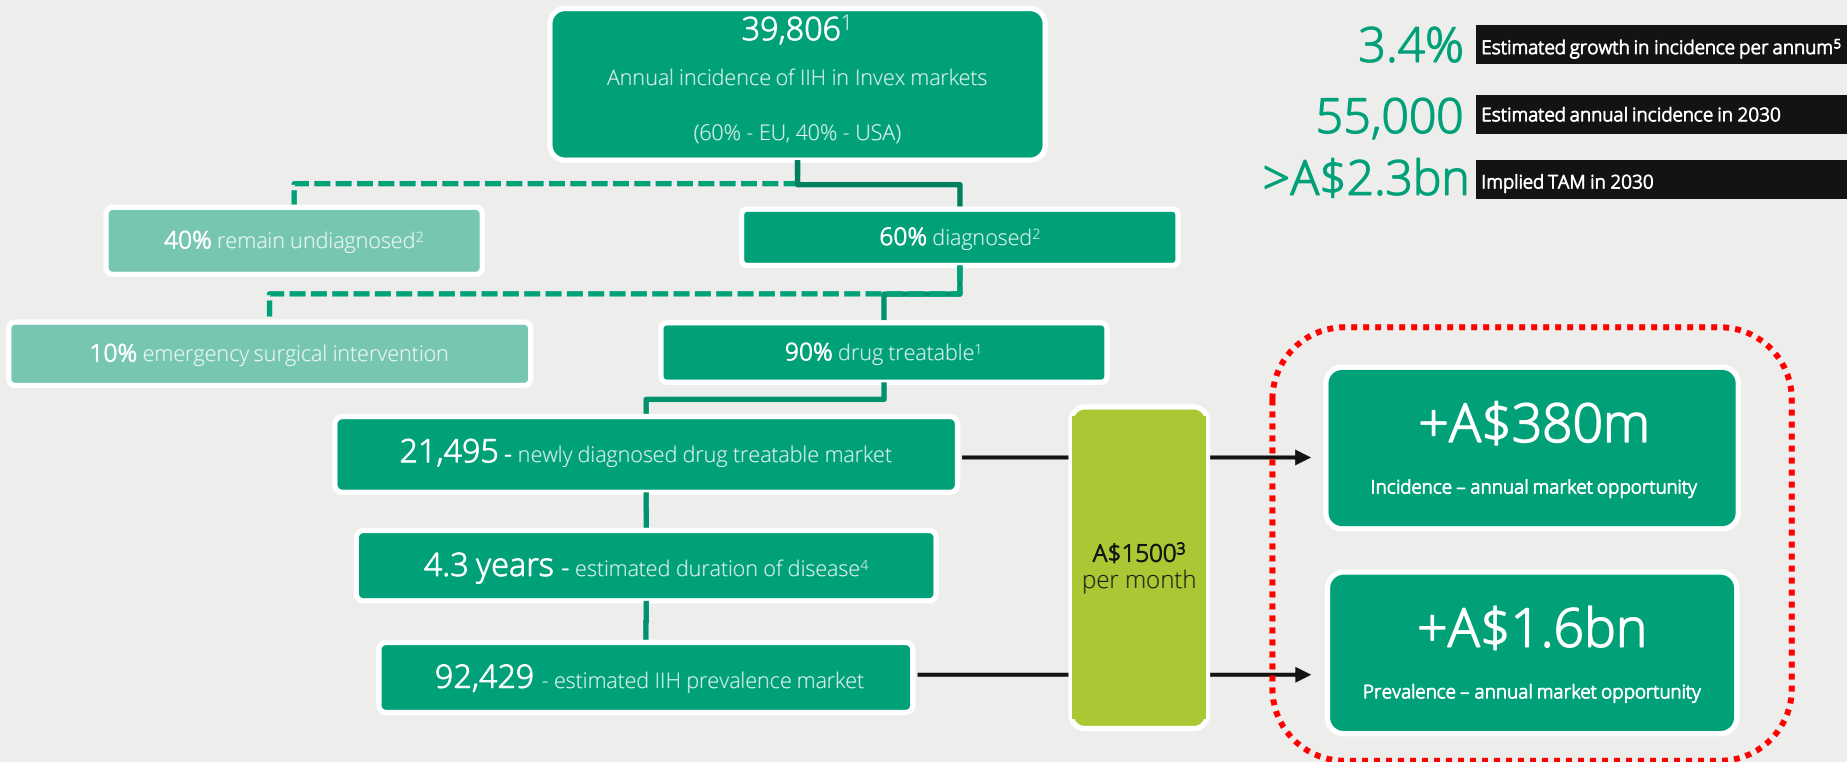 39,806¹
Annual incidence of IIH in Invex markets
(60% - EU, 40% - USA)
3.4% Estimated growth in incidence per annum⁵
55,000 Estimated annual incidence in 2030
>A$2.3bn Implied TAM in 2030
40% remain undiagnosed²
60% diagnosed²
10% emergency surgical intervention
90% drug treatable¹
21,495 - newly diagnosed drug treatable market
4.3 years - estimated duration of disease⁴
92,429 - estimated IIH prevalence market
A$1500³
per month
+A$380m
Incidence – annual market opportunity
+A$1.6bn
Prevalence – annual market opportunity